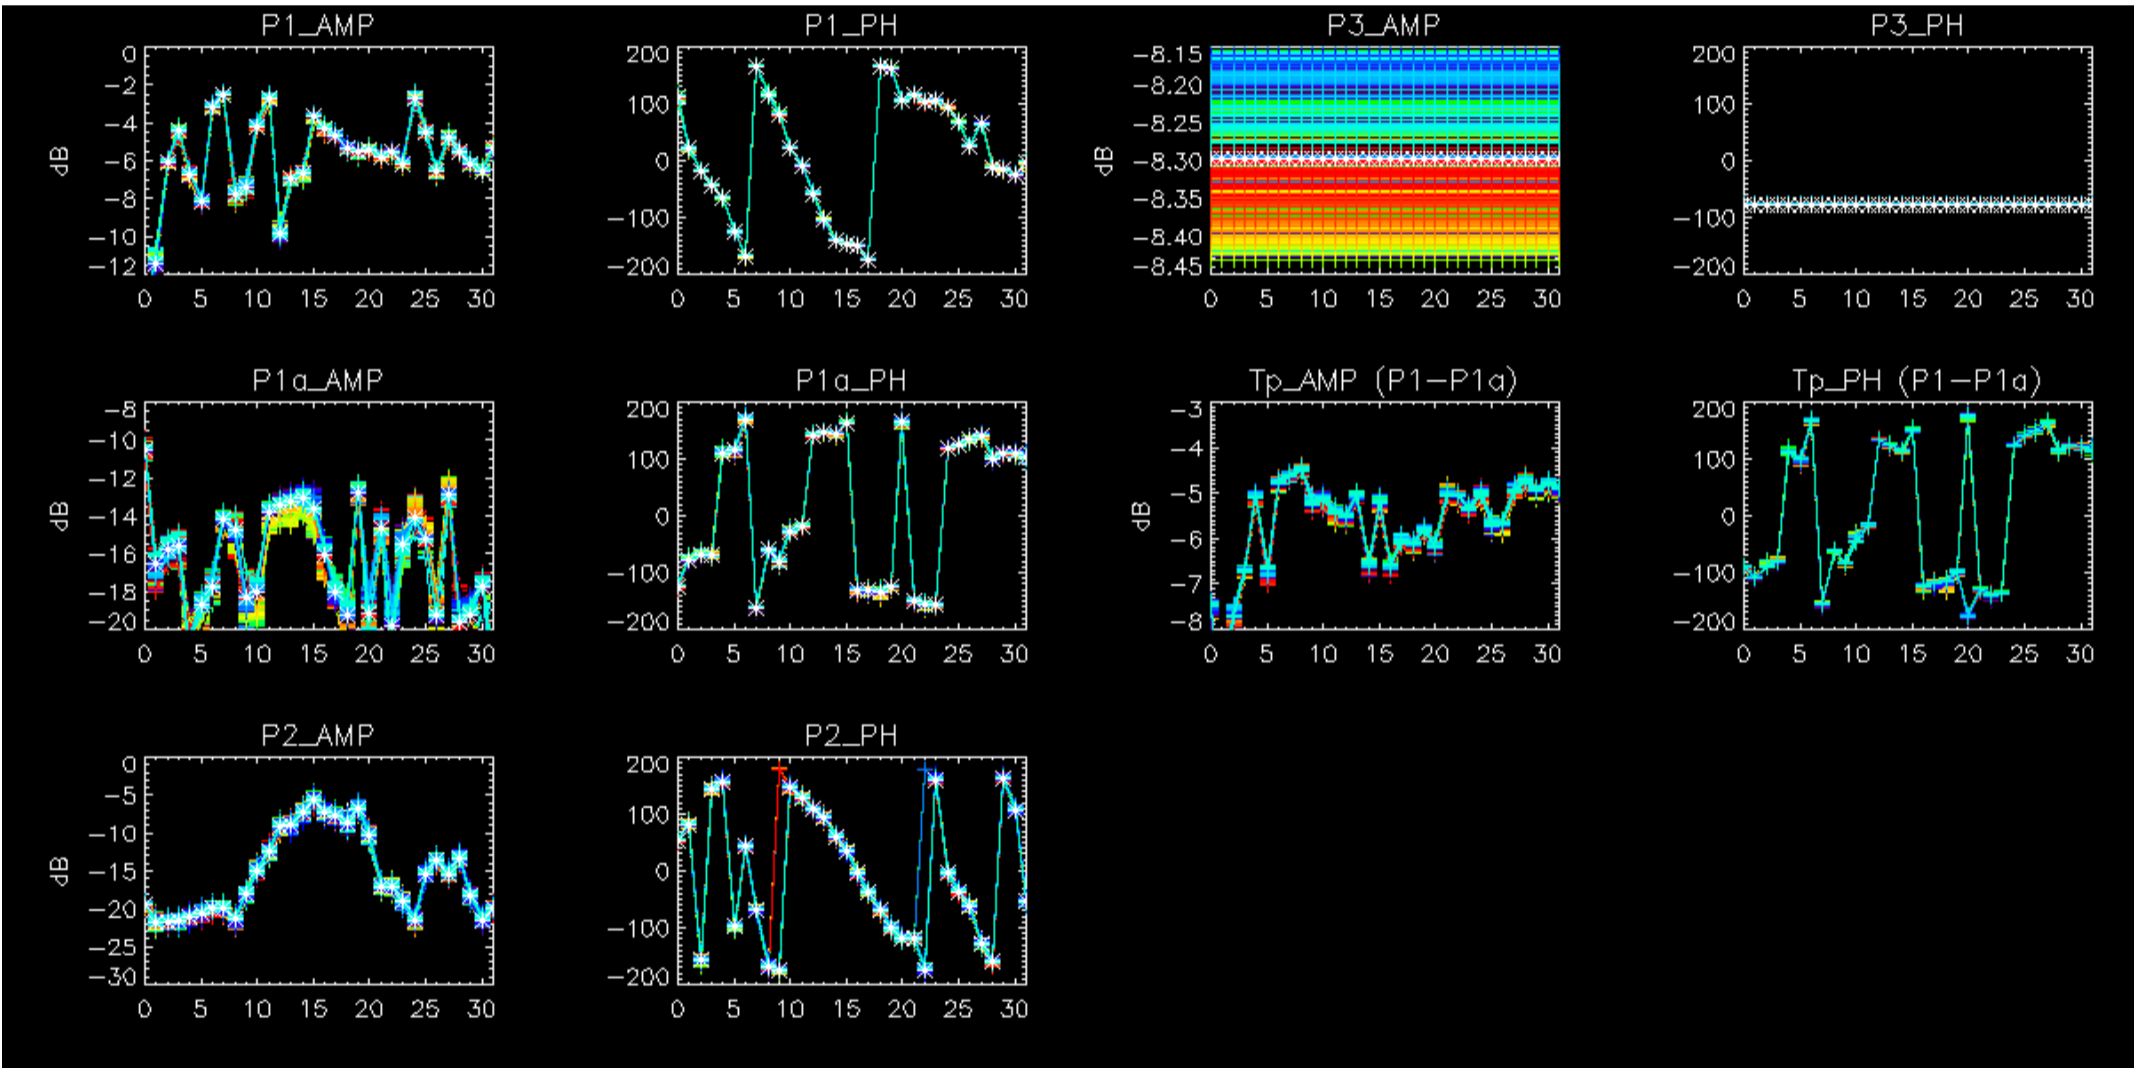 P1_AMP P1_PH P3_AMP P3_PH
dB 0 −2 −4 −6 −8 −10 −12
200 100 0 −100 −200
dB −8.15 −8.20 −8.25 −8.30 −8.35 −8.40 −8.45
200 100 0 −100 −200
0 5 10 15 20 25 30
0 5 10 15 20 25 30
0 5 10 15 20 25 30
0 5 10 15 20 25 30
P1a_AMP P1a_PH Tp_AMP (P1−P1a) Tp_PH (P1−P1a)
dB −8 −10 −12 −14 −16 −18 −20
200 100 0 −100 −200
dB −3 −4 −5 −6 −7 −8
200 100 0 −100 −200
0 5 10 15 20 25 30
0 5 10 15 20 25 30
0 5 10 15 20 25 30
0 5 10 15 20 25 30
P2_AMP P2_PH
dB 0 −5 −10 −15 −20 −25 −30
200 100 0 −100 −200
0 5 10 15 20 25 30
0 5 10 15 20 25 30